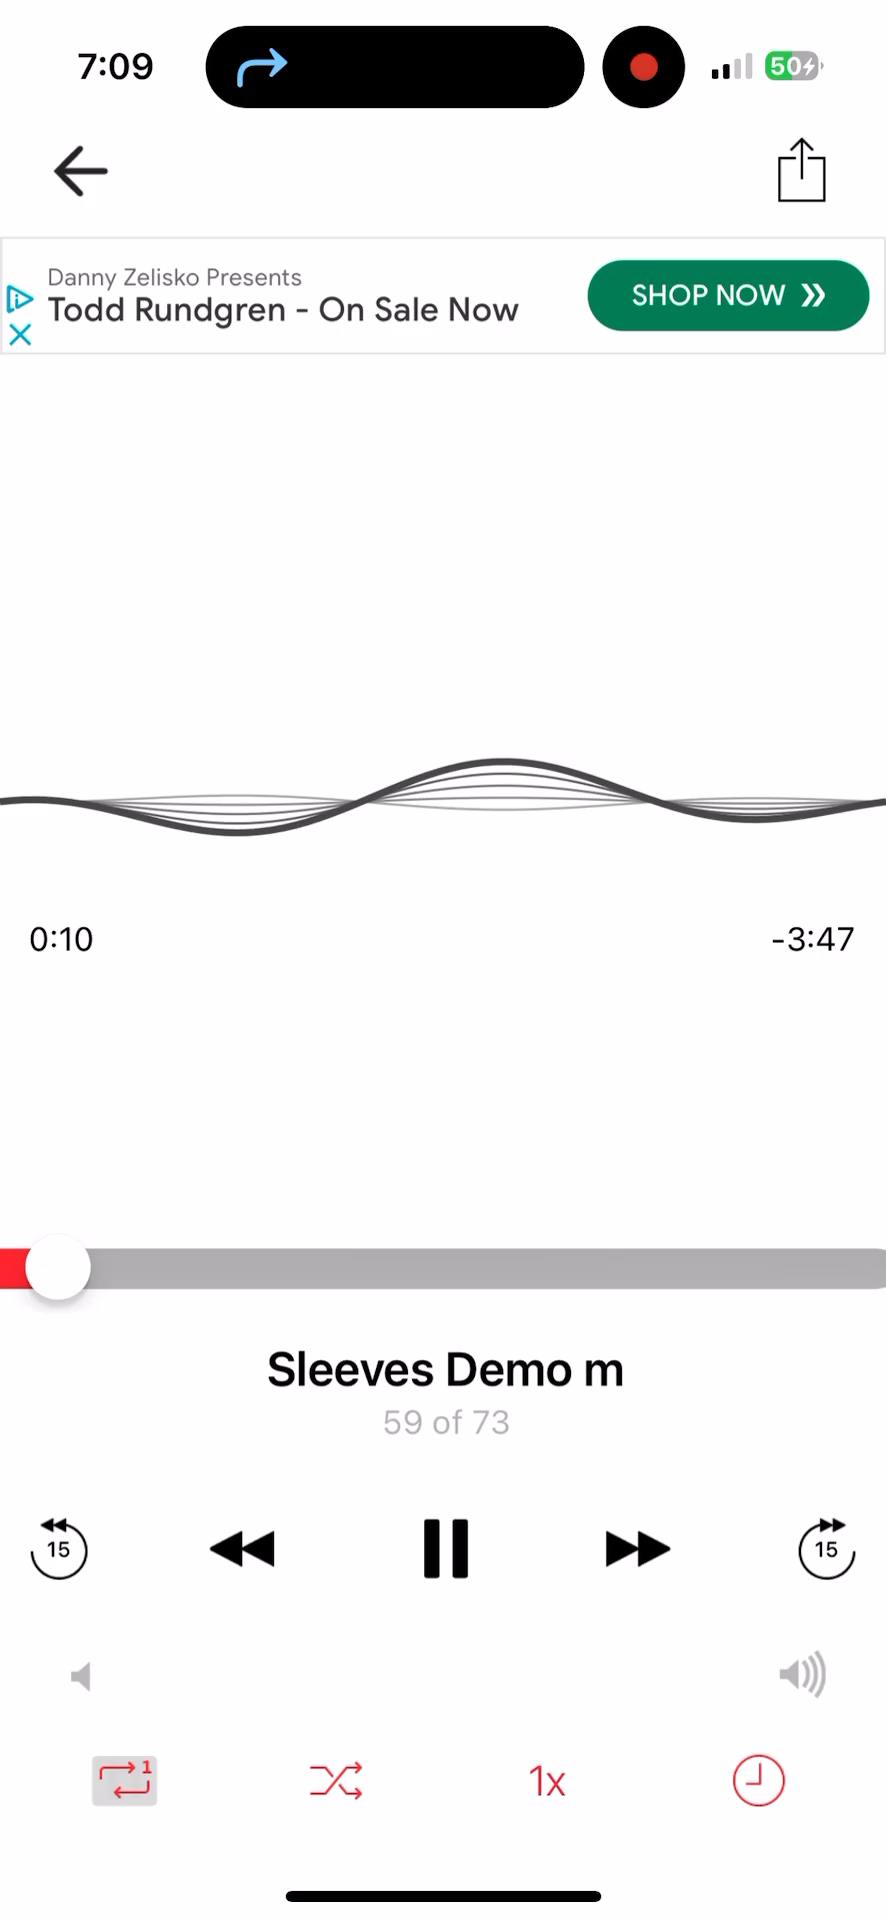 7:09
50
Danny Zelisko Presents
Todd Rundgren - On Sale Now
SHOP NOW
0:10
-3:47
Sleeves Demo m
59 of 73
15
15
1
1x